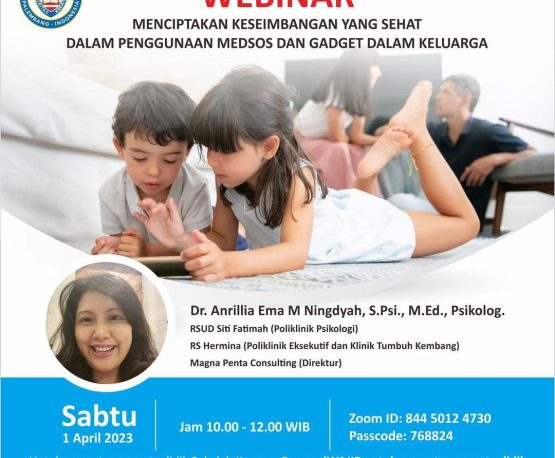 PALEMBANG - INDONESIA
WEBINAR
MENCIPTAKAN KESEIMBANGAN YANG SEHAT
DALAM PENGGUNAAN MEDSOS DAN GADGET DALAM KELUARGA
Dr. Anrillia Ema M Ningdyah, S.Psi., M.Ed., Psikolog.
RSUD Siti Fatimah (Poliklinik Psikologi)
RS Hermina (Poliklinik Eksekutif dan Klinik Tumbuh Kembang)
Magna Penta Consulting (Direktur)
Sabtu
1 April 2023
Jam 10.00 - 12.00 WIB
Zoom ID: 844 5012 4730
Passcode: 768824